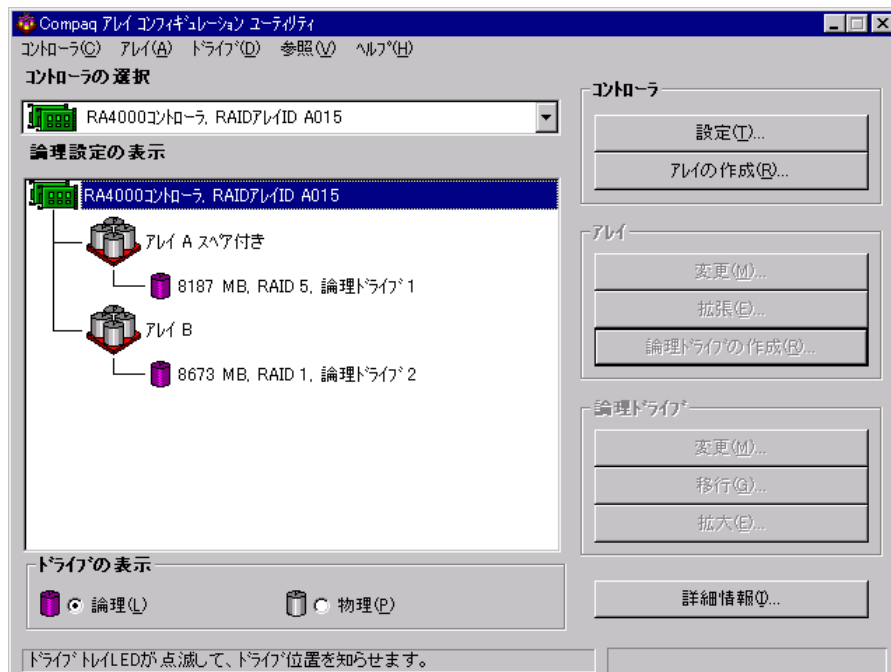 Compaq ｱﾚｲ ｺﾝﾌｨｷﾞｭﾚｰｼｮﾝ ﾕｰﾃｨﾘﾃｨ
ｺﾝﾄﾛｰﾗ(C) ｱﾚｲ(A) ﾄﾞﾗｲﾌﾞ(D) 参照(V) ﾍﾙﾌﾟ(H)
ｺﾝﾄﾛｰﾗの選択
RA4000ｺﾝﾄﾛｰﾗ, RAIDｱﾚｲID A015
論理設定の表示
RA4000ｺﾝﾄﾛｰﾗ, RAIDｱﾚｲID A015
ｱﾚｲ A ｽﾍﾟｱ付き
8187 MB, RAID 5, 論理ﾄﾞﾗｲﾌﾞ 1
ｱﾚｲ B
8673 MB, RAID 1, 論理ﾄﾞﾗｲﾌﾞ 2
ﾄﾞﾗｲﾌﾞの表示
論理(L)
物理(P)
ｺﾝﾄﾛｰﾗ
設定(T)...
ｱﾚｲの作成(R)...
ｱﾚｲ
変更(M)...
拡張(E)...
論理ﾄﾞﾗｲﾌﾞの作成(R)...
論理ﾄﾞﾗｲﾌﾞ
変更(M)...
移行(G)...
拡大(E)...
詳細情報(I)...
ﾄﾞﾗｲﾌﾞﾄﾚｲLEDが点滅して、ﾄﾞﾗｲﾌﾞ位置を知らせます。